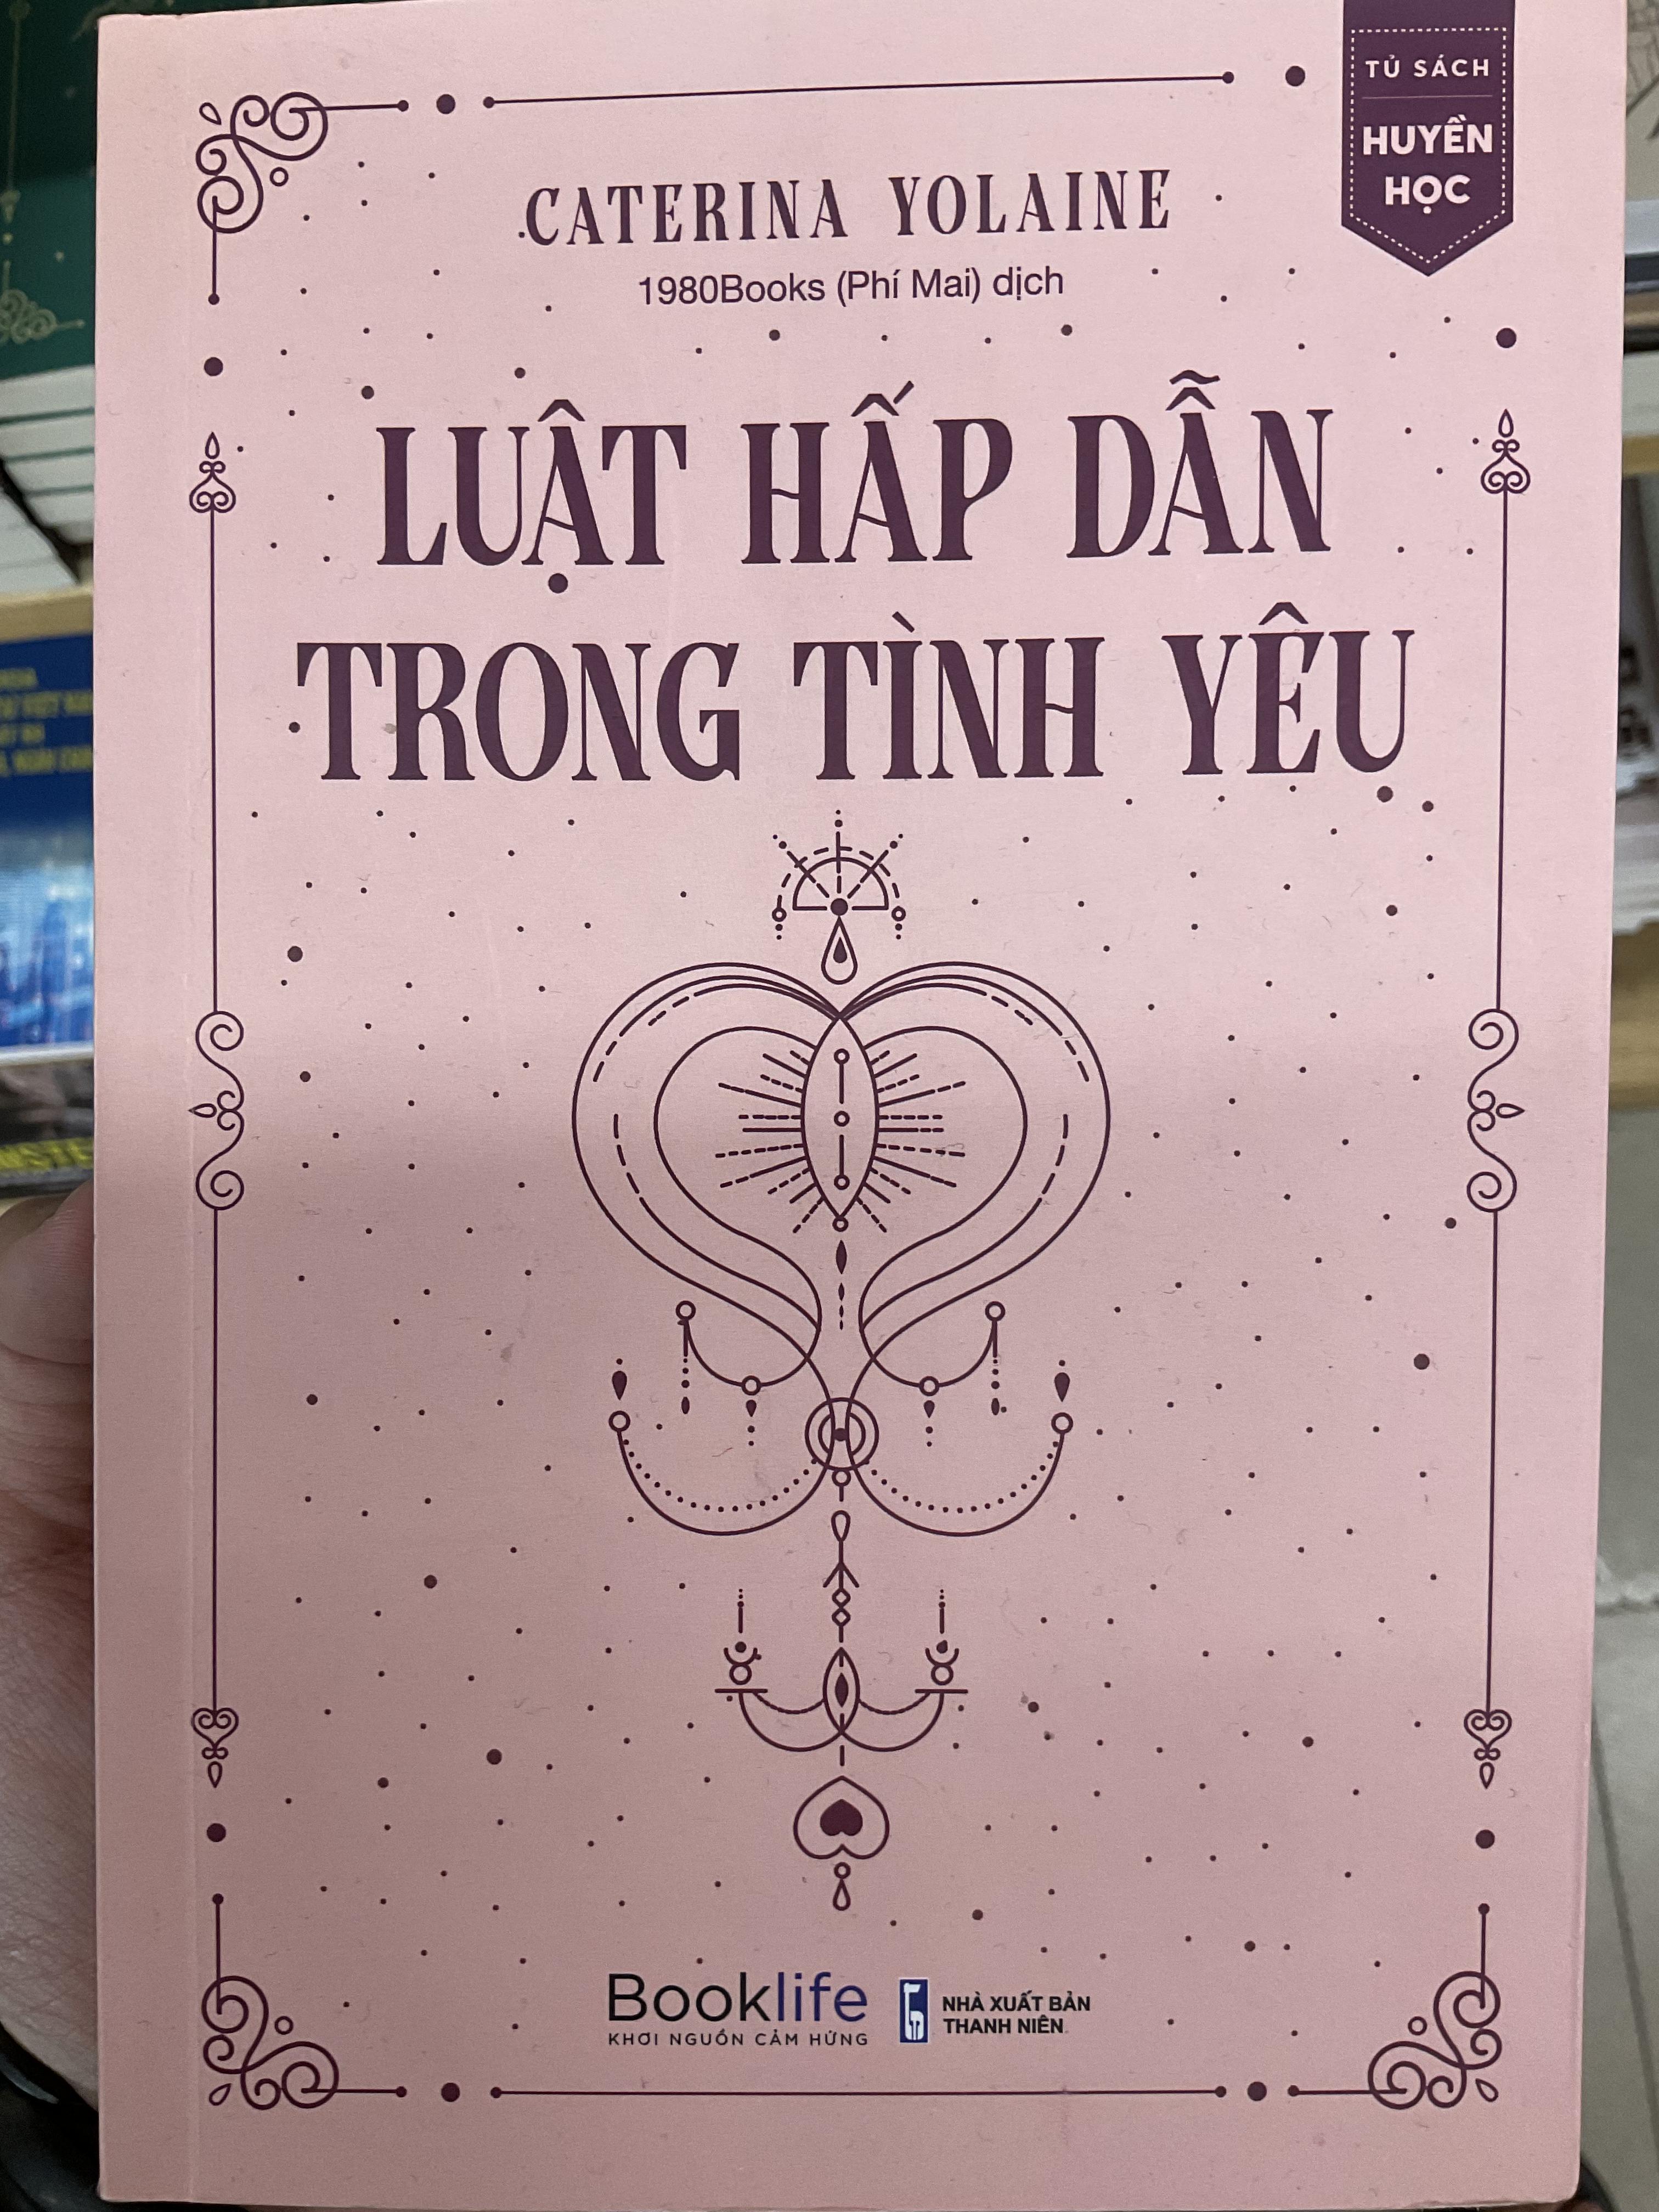 TỦ SÁCH
HUYỀN
HỌC
CATERINA YOLAINE
1980Books (Phí Mai) dịch
LUẬT HẤP DẪN
TRONG TÌNH YÊU
Booklife
KHƠI NGUỒN CẢM HỨNG
NHÀ XUẤT BẢN
THANH NIÊN